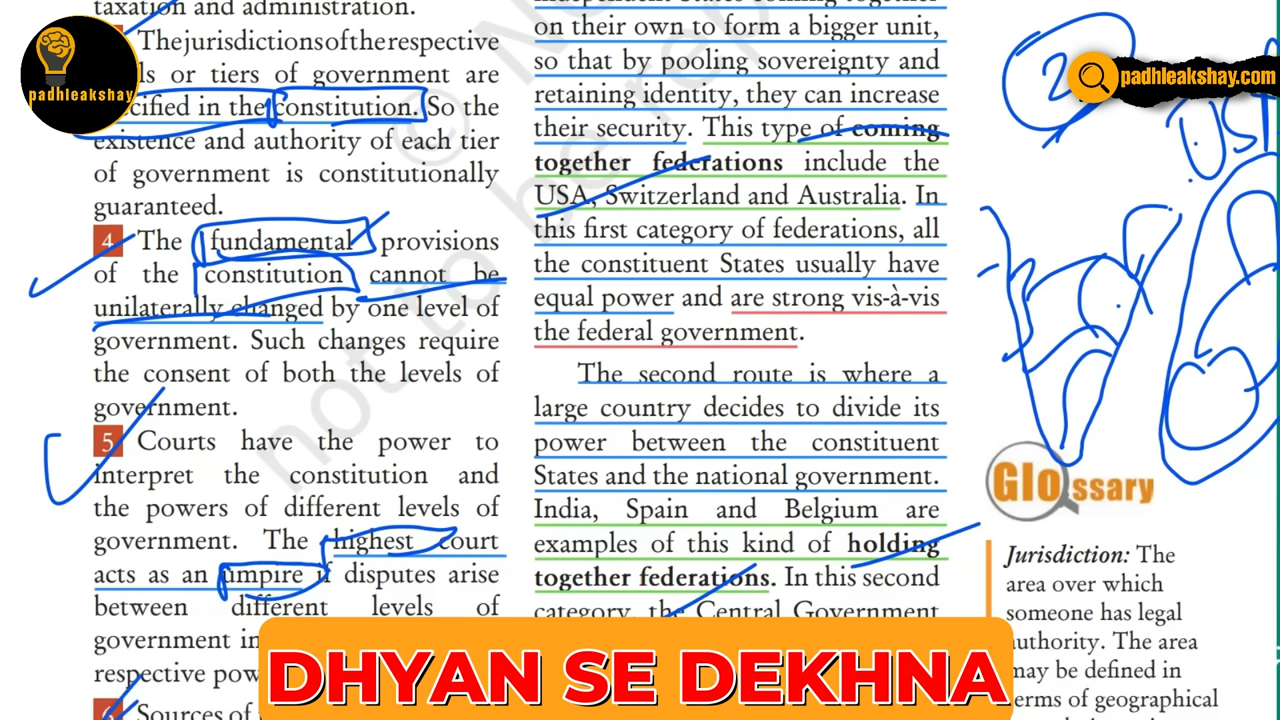 taxation and administration.
The jurisdictions of the respective
or tiers of government are
in the constitution. So the
existence and authority of each tier
of government is constitutionally
guaranteed.
4 The fundamental provisions
of the constitution cannot be
unilaterally changed by one level of
government. Such changes require
the consent of both the levels of
government.
5 Courts have the power to
interpret the constitution and
the powers of different levels of
government. The highest court
acts as an umpire if disputes arise
between different levels of
government in
respective pow
6 Sources of
independent States coming together
on their own to form a bigger unit,
so that by pooling sovereignty and
retaining identity, they can increase
their security. This type of coming
together federations include the
USA, Switzerland and Australia. In
this first category of federations, all
the constituent States usually have
equal power and are strong vis-à-vis
the federal government.
The second route is where a
large country decides to divide its
power between the constituent
States and the national government.
India, Spain and Belgium are
examples of this kind of holding
together federations. In this second
category, the Central Government
Glossary
Jurisdiction: The
area over which
someone has legal
authority. The area
may be defined in
terms of geographical
padhleakshay
padhleakshay.com
2
USA
not to be rep
DHYAN SE DEKHNA